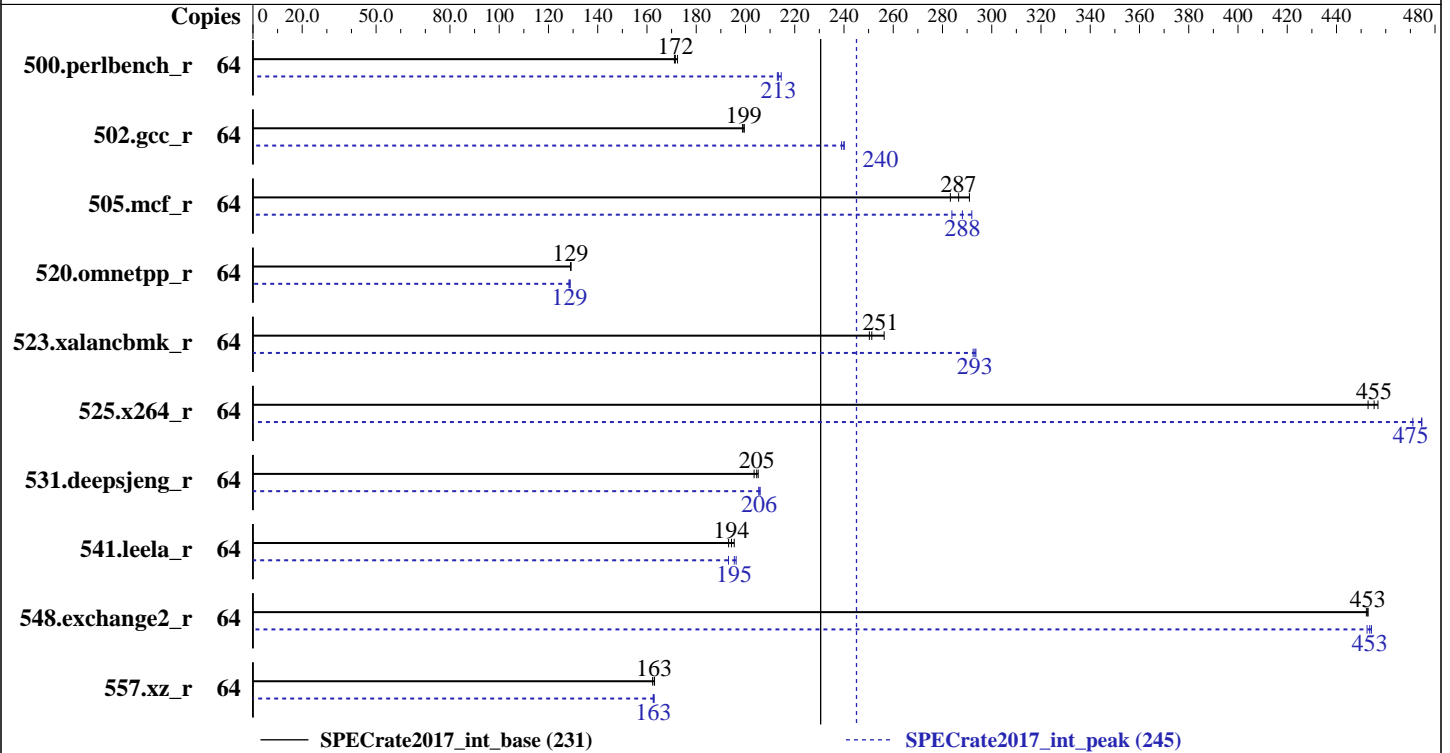 Copies 0 20.0 50.0 80.0 100 120 140 160 180 200 220 240 260 280 300 320 340 360 380 400 420 440 480
172
500.perlbench_r 64
213
199
502.gcc_r 64
240
287
505.mcf_r 64
288
129
520.omnetpp_r 64
129
251
523.xalancbmk_r 64
293
455
525.x264_r 64
475
205
531.deepsjeng_r 64
206
194
541.leela_r 64
195
453
548.exchange2_r 64
453
163
557.xz_r 64
163
SPECrate2017_int_base (231) SPECrate2017_int_peak (245)